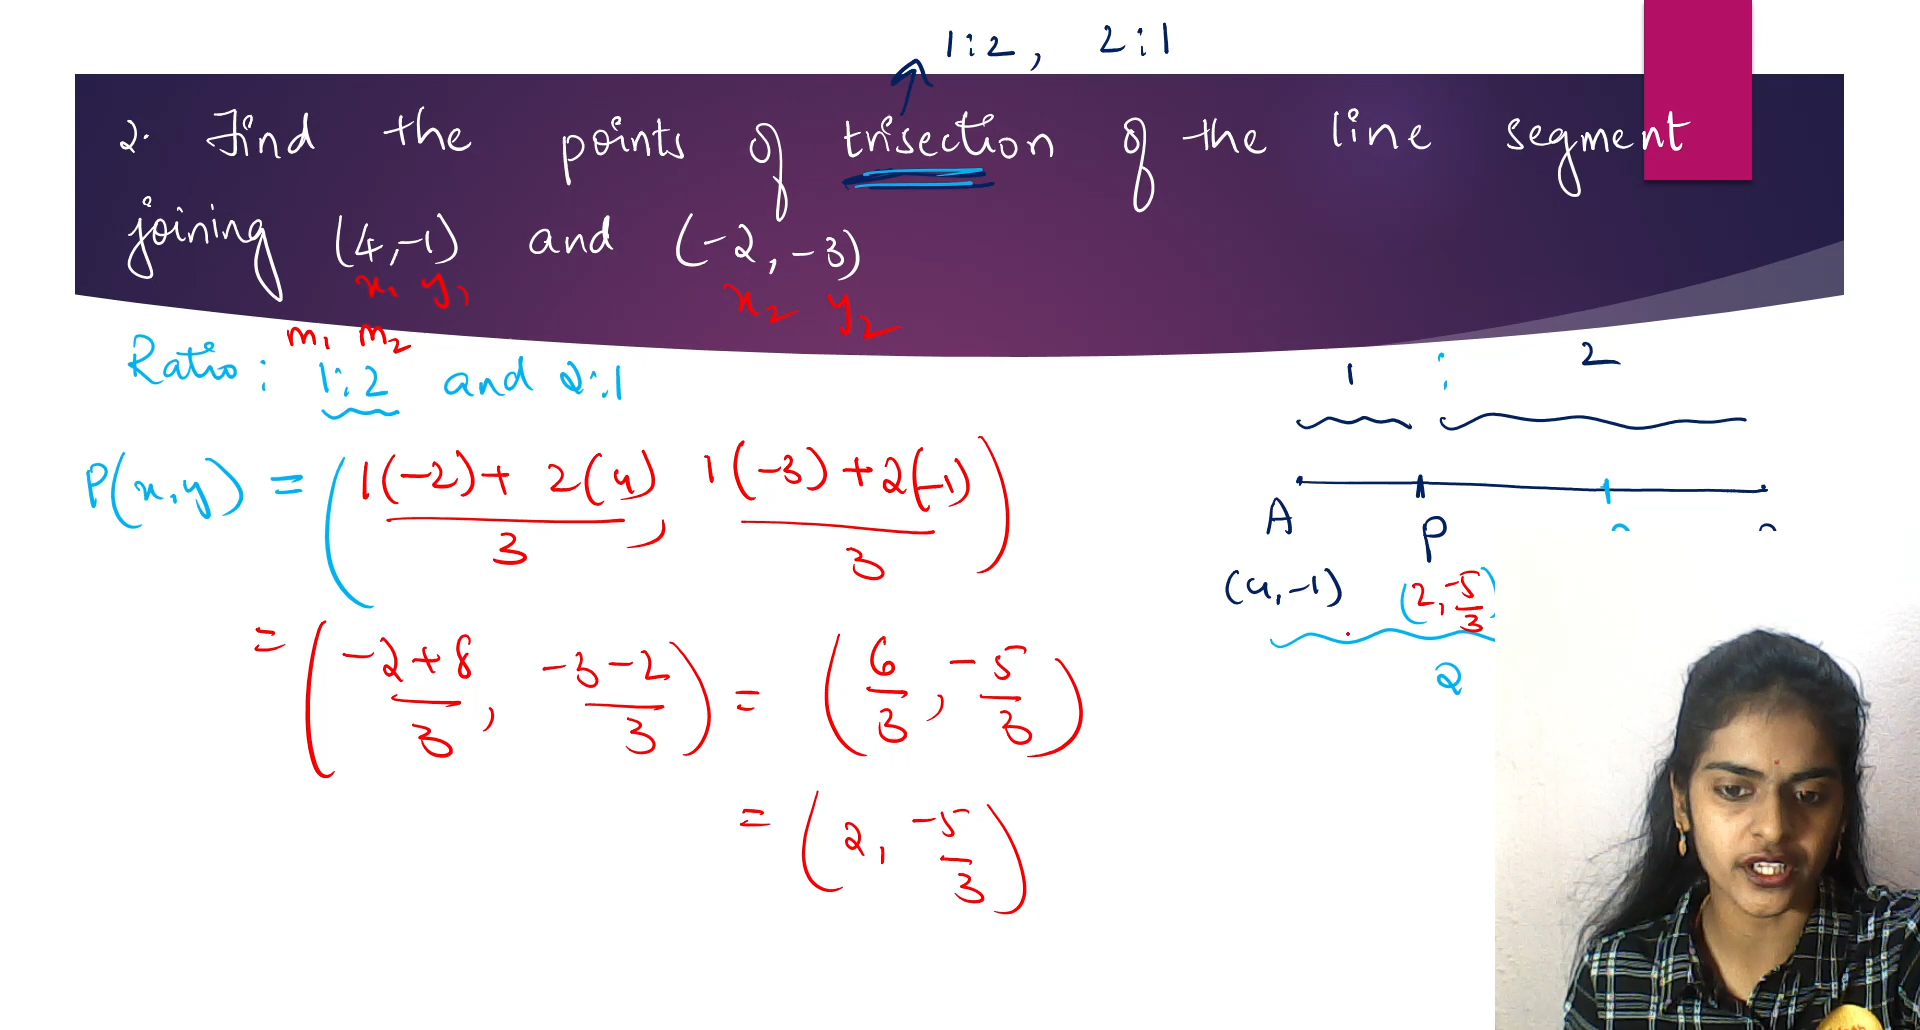 1:2, 2:1
2. Find the points of trisection of the line segment
joining (4,-1) and (-2,-3)
x₁ y₁ x₂ y₂
m₁ m₂
Ratio: 1:2 and 2:1
1 : 2
P(x,y) = (1(-2)+2(4)/3, 1(-3)+2(-1)/3)
A P
(4,-1) (2,-5/3)
= (-2+8/3, -3-2/3) = (6/3, -5/3)
2
= (2, -5/3)